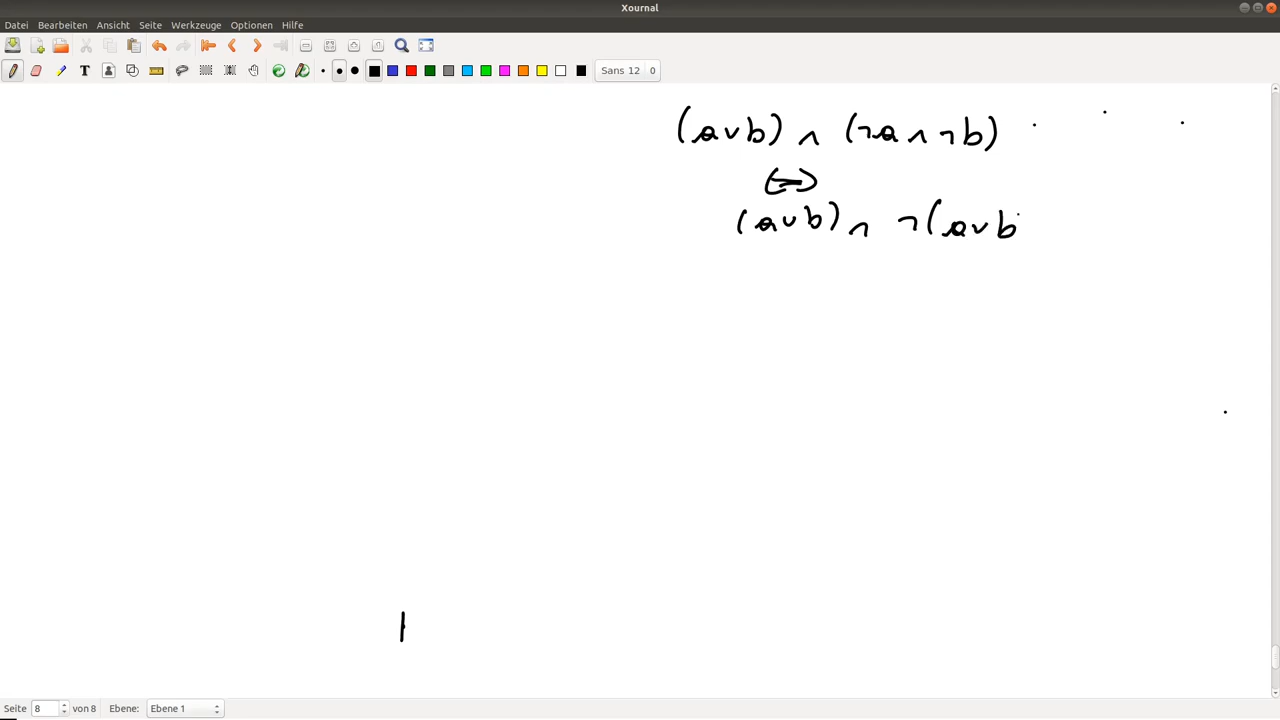 Xournal
Datei Bearbeiten Ansicht Seite Werkzeuge Optionen Hilfe
T Sans 12 0
(a∨b) ∧ (¬a ∧ ¬b)
⇔
(a∨b) ∧ ¬(a∨b
Seite 8 von 8 Ebene: Ebene 1